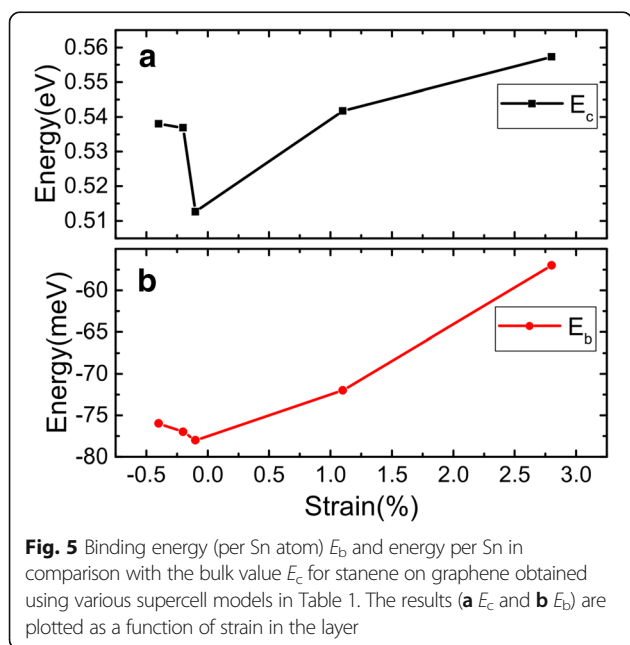 a
0.56
0.55
0.54
0.53
0.52
0.51
Energy(eV)
E_c
b
-60
-65
-70
-75
-80
Energy(meV)
E_b
-0.5 0.0 0.5 1.0 1.5 2.0 2.5 3.0
Strain(%)
Fig. 5 Binding energy (per Sn atom) E_b and energy per Sn in
comparison with the bulk value E_c for stanene on graphene obtained
using various supercell models in Table 1. The results (a E_c and b E_b) are
plotted as a function of strain in the layer